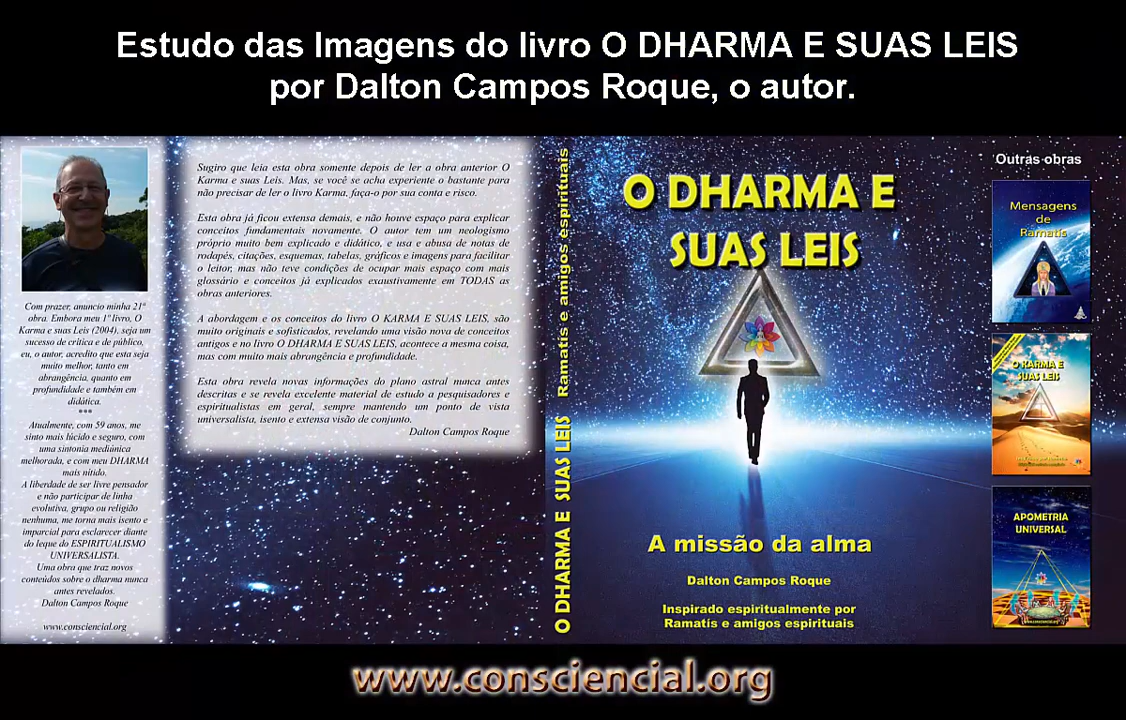 Estudo das Imagens do livro O DHARMA E SUAS LEIS
por Dalton Campos Roque, o autor.
Com prazer, anuncio minha 21ª
obra. Embora meu 1º livro, O
Karma e suas Leis (2004), seja um
sucesso de crítica e de público,
eu, o autor, acredito que esta seja
muito melhor, tanto em
abrangência, quanto em
profundidade e também em
didática.
***
Atualmente, com 59 anos, me
sinto mais lúcido e seguro, com
uma sintonia mediúnica
melhorada, e com meu DHARMA
mais nítido.
A liberdade de ser livre pensador
e não participar de linha
evolutiva, grupo ou religião
nenhuma, me torna mais isento e
imparcial para esclarecer diante
do leque do ESPIRITUALISMO
UNIVERSALISTA.
Uma obra que traz novos
conteúdos sobre o dharma nunca
antes revelados.
Dalton Campos Roque
www.consciencial.org
Sugiro que leia esta obra somente depois de ler a obra anterior O
Karma e suas Leis. Mas, se você se acha experiente o bastante para
não precisar de ler o livro Karma, faça-o por sua conta e risco.
Esta obra já ficou extensa demais, e não houve espaço para explicar
conceitos fundamentais novamente. O autor tem um neologismo
próprio muito bem explicado e didático, e usa e abusa de notas de
rodapés, citações, esquemas, tabelas, gráficos e imagens para facilitar
o leitor, mas não teve condições de ocupar mais espaço com mais
glossário e conceitos já explicados exaustivamente em TODAS as
obras anteriores.
A abordagem e os conceitos do livro O KARMA E SUAS LEIS, são
muito originais e sofisticados, revelando uma visão nova de conceitos
antigos e no livro O DHARMA E SUAS LEIS, acontece a mesma coisa,
mas com muito mais abrangência e profundidade.
Esta obra revela novas informações do plano astral nunca antes
descritas e se revela excelente material de estudo a pesquisadores e
espiritualistas em geral, sempre mantendo um ponto de vista
universalista, isento e extensa visão de conjunto.
Dalton Campos Roque
O DHARMA E SUAS LEIS Ramatís e amigos espirituais
O DHARMA E
SUAS LEIS
A missão da alma
Dalton Campos Roque
Inspirado espiritualmente por
Ramatís e amigos espirituais
Outras obras
Mensagens
de
Ramatís
O KARMA E
SUAS LEIS
APOMETRIA
UNIVERSAL
www.consciencial.org